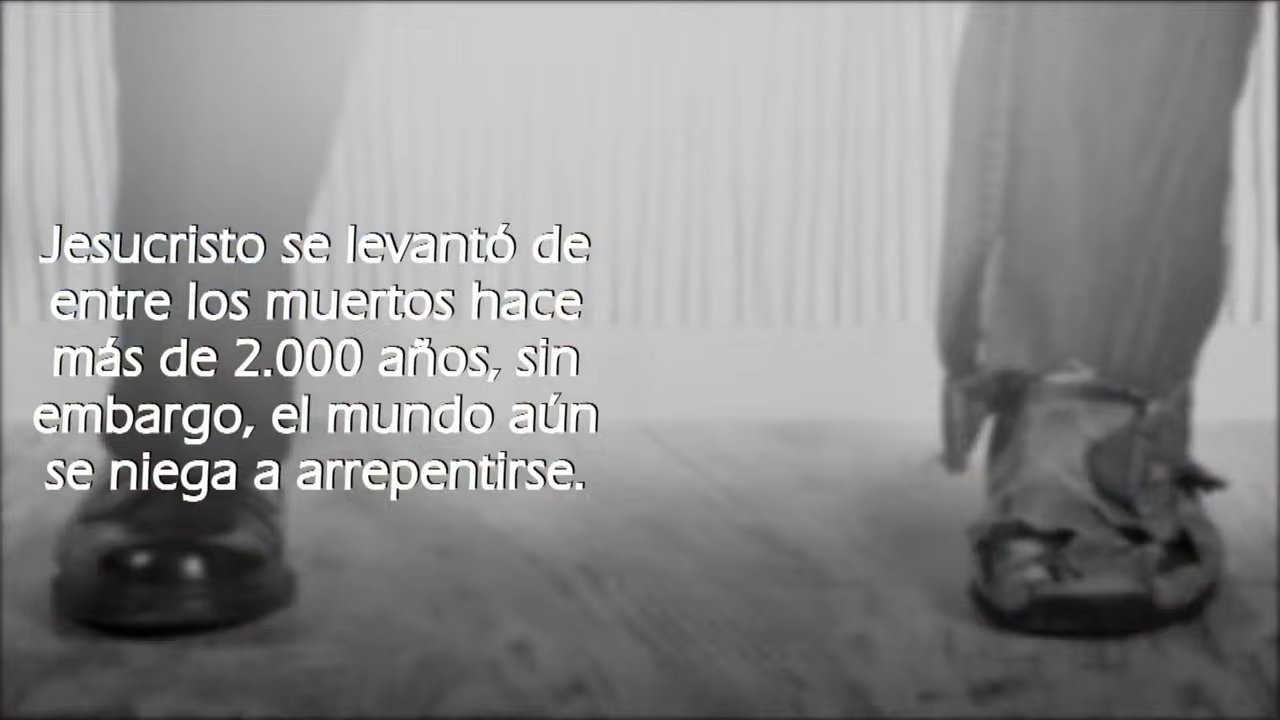 Jesucristo se levantó de
entre los muertos hace
más de 2.000 años, sin
embargo, el mundo aún
se niega a arrepentirse.